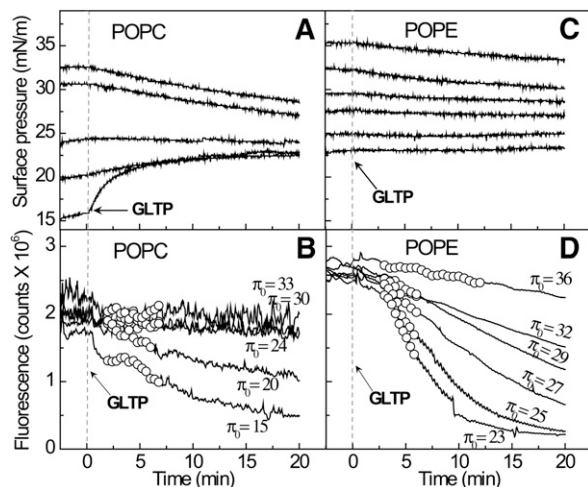 Surface pressure (mN/m)
35
30
25
20
15
POPC
A
GLTP
POPE
C
GLTP
Fluorescence (counts X 10⁶)
3
2
1
0
POPC
B
π₀=33
π₀=30
π₀=24
π₀=20
π₀=15
GLTP
0 5 10 15 20
Time (min)
POPE
D
π₀=36
π₀=32
π₀=29
π₀=27
π₀=25
π₀=23
GLTP
0 5 10 15 20
Time (min)